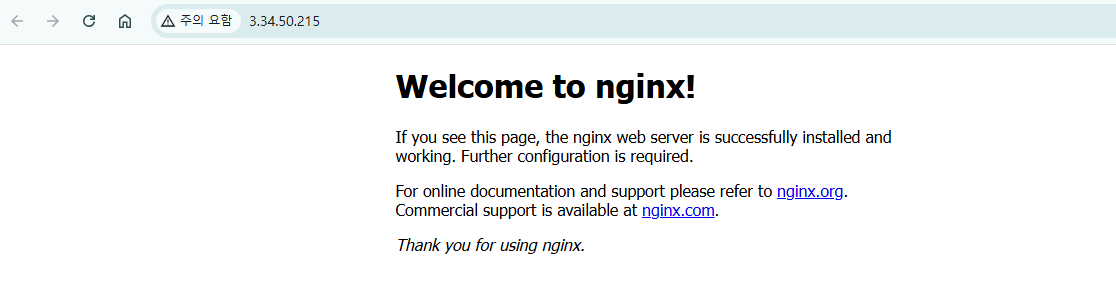 주의 요함 3.34.50.215
Welcome to nginx!
If you see this page, the nginx web server is successfully installed and
working. Further configuration is required.
For online documentation and support please refer to nginx.org.
Commercial support is available at nginx.com.
Thank you for using nginx.